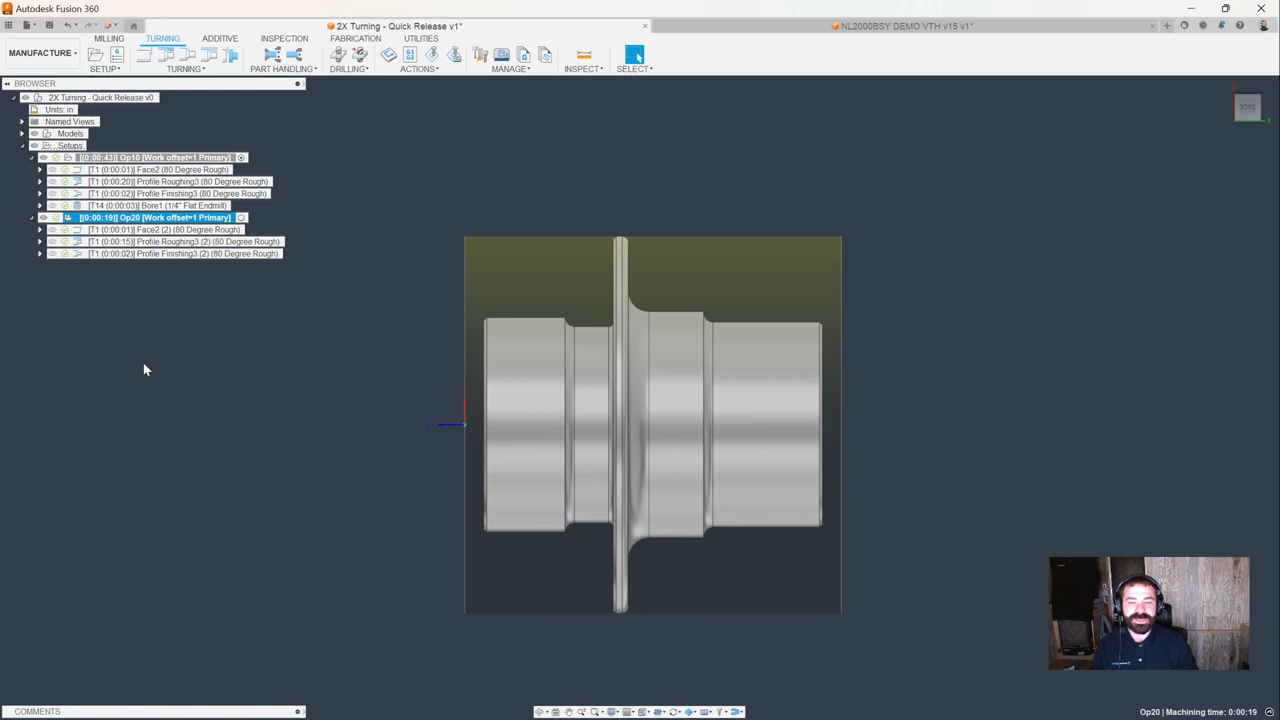 Autodesk Fusion 360
2X Turning - Quick Release v1*
NL2000BSY DEMO VTH v15 v1*
MANUFACTURE
MILLING
TURNING
ADDITIVE
INSPECTION
FABRICATION
UTILITIES
SETUP
TURNING
PART HANDLING
DRILLING
ACTIONS
MANAGE
INSPECT
SELECT
BROWSER
2X Turning - Quick Release v0
Units: in
Named Views
Models
Setups
[(0:00:43)] Op10 [Work offset=1 Primary]
[T1 (0:00:01)] Face2 (80 Degree Rough)
[T1 (0:00:20)] Profile Roughing3 (80 Degree Rough)
[T1 (0:00:02)] Profile Finishing3 (80 Degree Rough)
[T14 (0:00:03)] Bore1 (1/4" Flat Endmill)
[(0:00:19)] Op20 [Work offset=1 Primary]
[T1 (0:00:01)] Face2 (2) (80 Degree Rough)
[T1 (0:00:15)] Profile Roughing3 (2) (80 Degree Rough)
[T1 (0:00:02)] Profile Finishing3 (2) (80 Degree Rough)
COMMENTS
Op20 | Machining time: 0:00:19